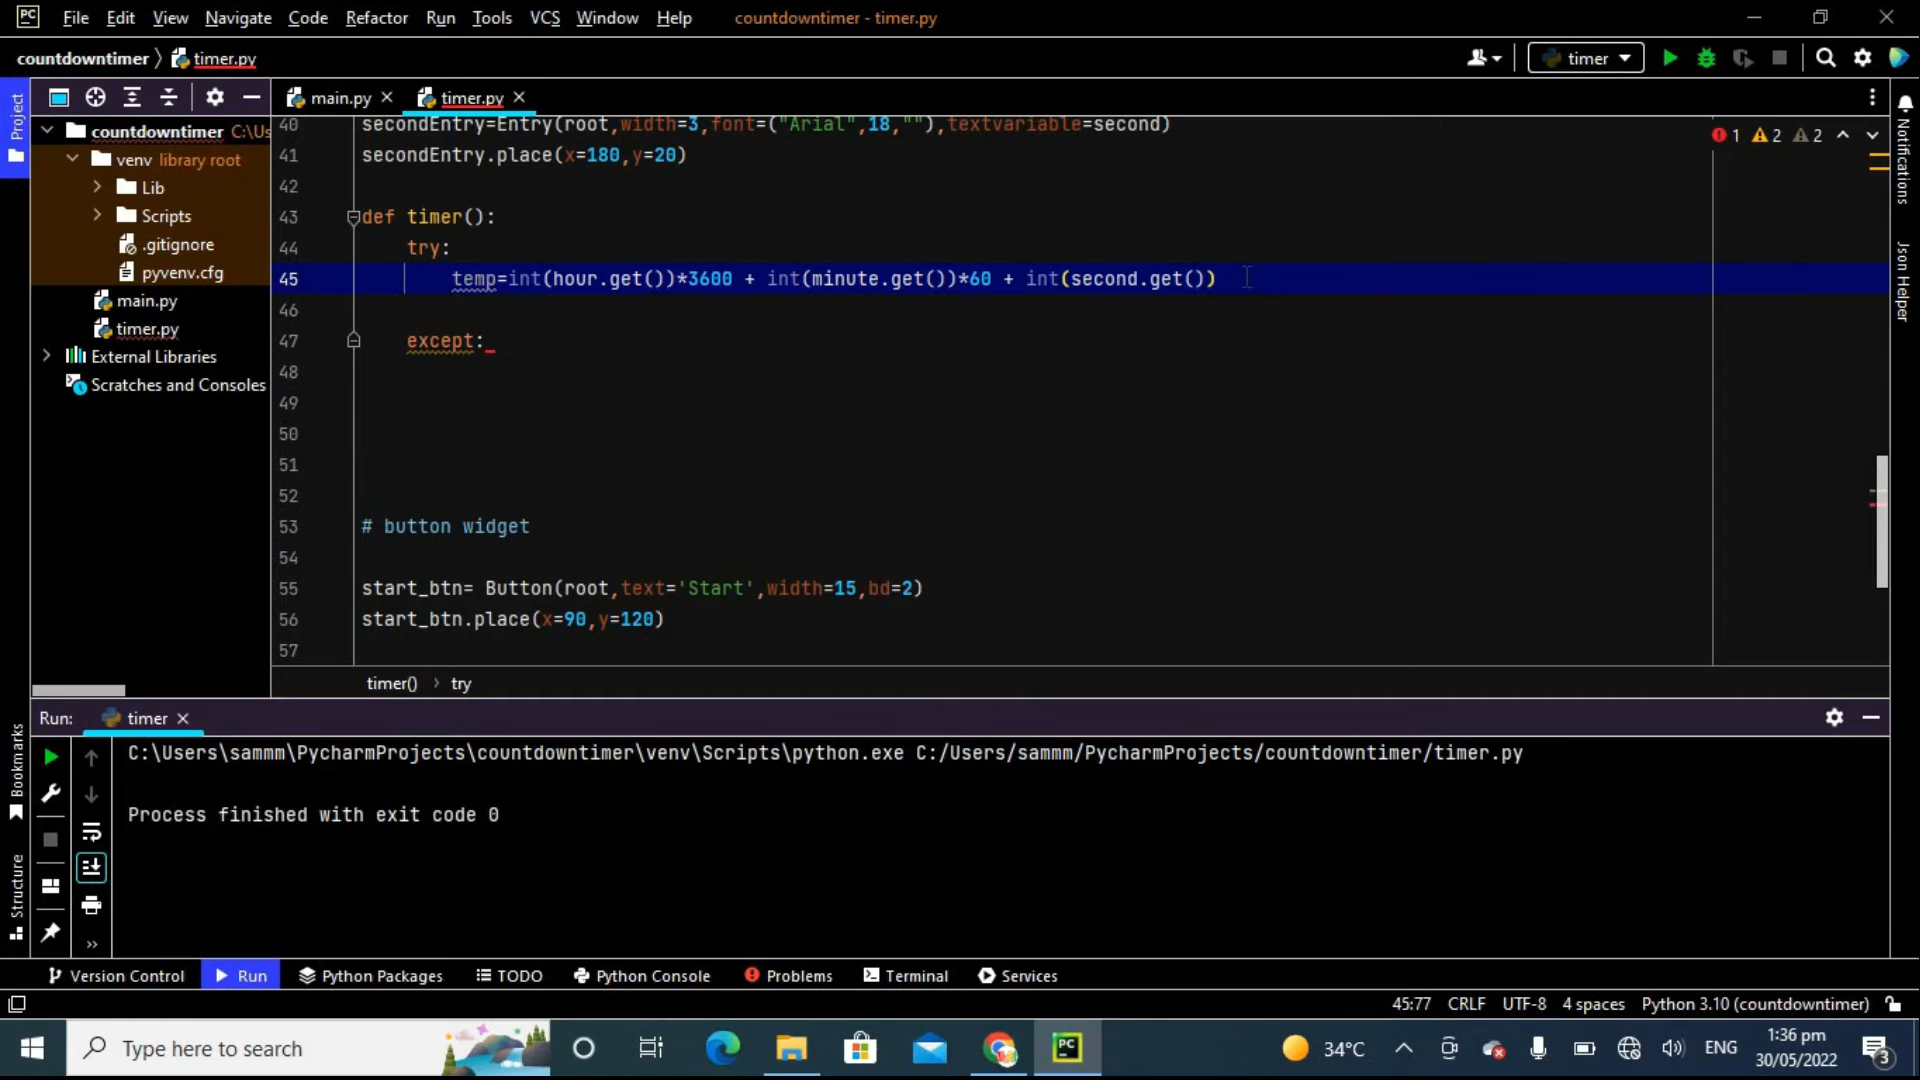 PC File Edit View Navigate Code Refactor Run Tools VCS Window Help countdowntimer - timer.py
countdowntimer timer.py timer
Project main.py timer.py
countdowntimer C:\Us
venv library root
Lib
Scripts
.gitignore
pyvenv.cfg
main.py
timer.py
External Libraries
Scratches and Consoles
1 2 2
Notifications
Json Helper
40 secondEntry=Entry(root,width=3,font=("Arial",18,""),textvariable=second)
41 secondEntry.place(x=180,y=20)
42
43 def timer():
44 try:
45 temp=int(hour.get())*3600 + int(minute.get())*60 + int(second.get())
46
47 except:
48
49
50
51
52
53 # button widget
54
55 start_btn= Button(root,text='Start',width=15,bd=2)
56 start_btn.place(x=90,y=120)
57
timer() › try
Run: timer
Bookmarks
Structure
C:\Users\sammm\PycharmProjects\countdowntimer\venv\Scripts\python.exe C:/Users/sammm/PycharmProjects/countdowntimer/timer.py
Process finished with exit code 0
Version Control Run Python Packages TODO Python Console Problems Terminal Services
45:77 CRLF UTF-8 4 spaces Python 3.10 (countdowntimer)
Type here to search PC 34°C ENG 1:36 pm
30/05/2022 3